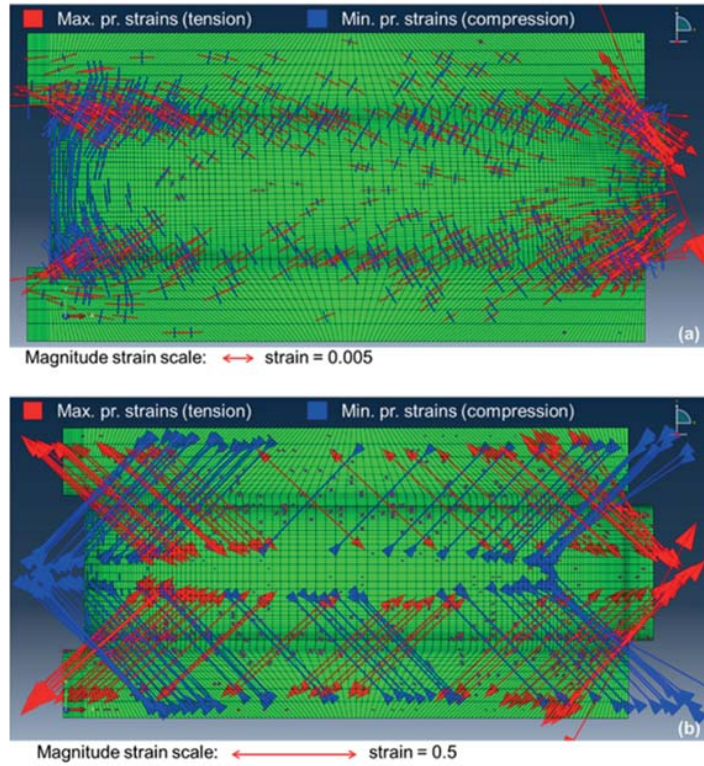 Max. pr. strains (tension) Min. pr. strains (compression)
(a)
Magnitude strain scale: strain = 0.005
Max. pr. strains (tension) Min. pr. strains (compression)
(b)
Magnitude strain scale: strain = 0.5